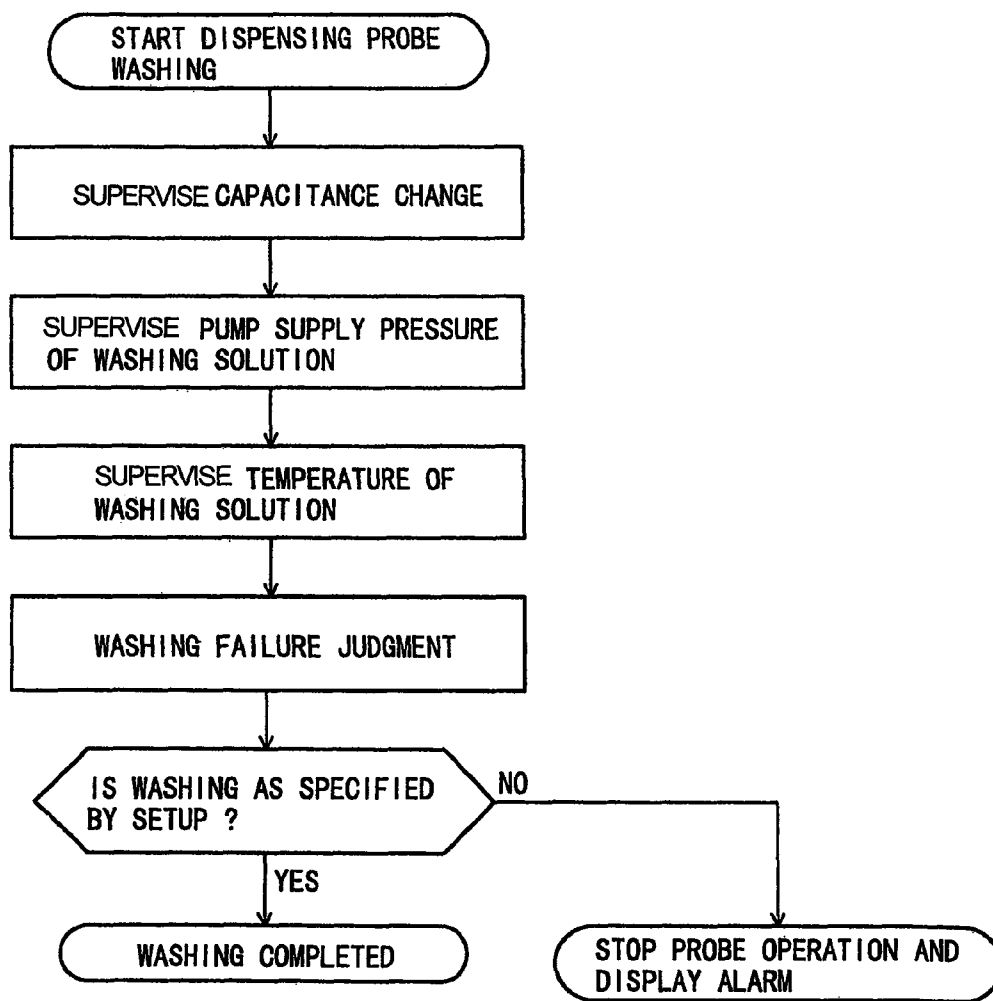 START DISPENSING PROBE
WASHING
SUPERVISE CAPACITANCE CHANGE
SUPERVISE PUMP SUPPLY PRESSURE
OF WASHING SOLUTION
SUPERVISE TEMPERATURE OF
WASHING SOLUTION
WASHING FAILURE JUDGMENT
IS WASHING AS SPECIFIED
BY SETUP ?
NO
YES
WASHING COMPLETED
STOP PROBE OPERATION AND
DISPLAY ALARM